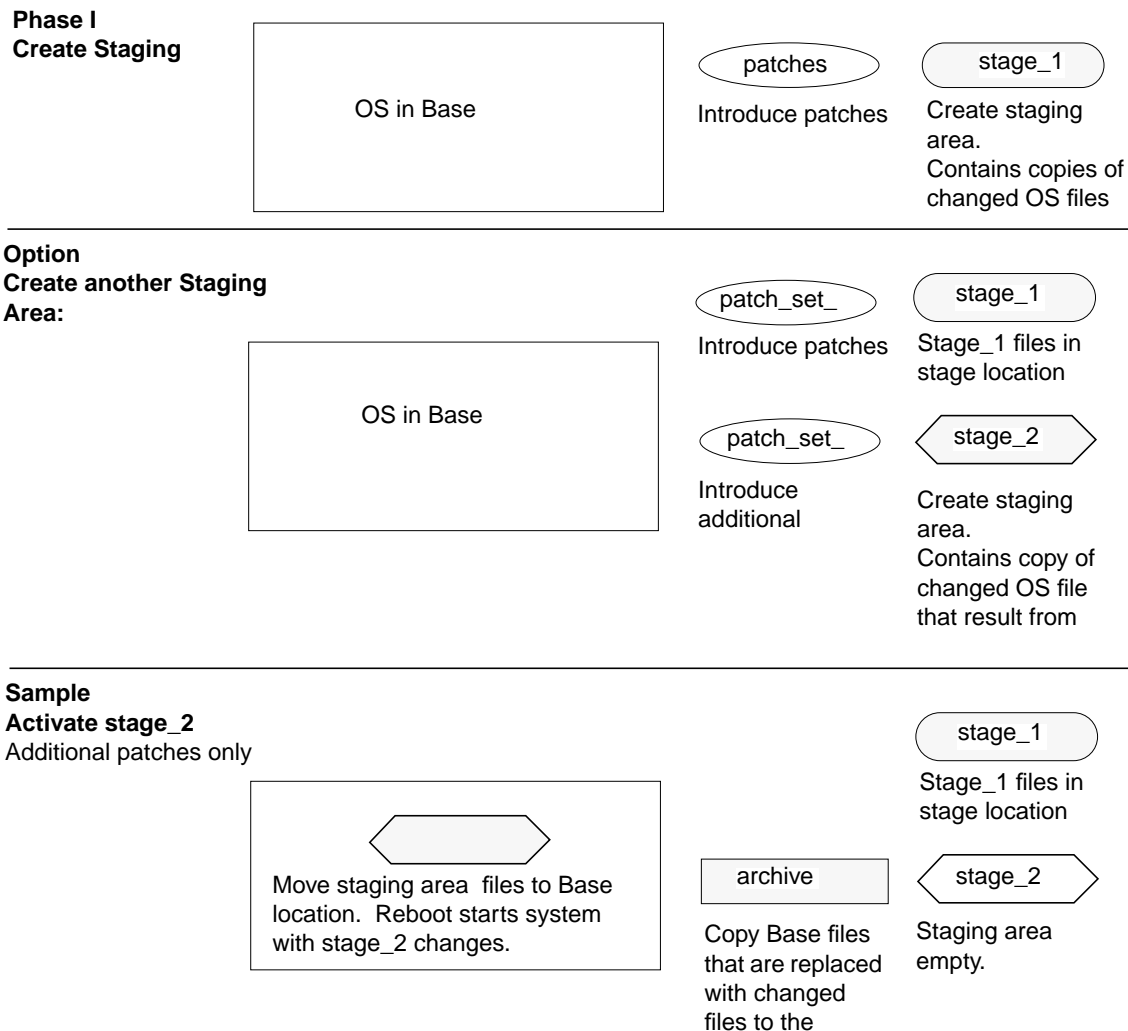 Phase I
Create Staging
OS in Base
patches
Introduce patches
stage_1
Create staging
area.
Contains copies of
changed OS files
Option
Create another Staging
Area:
OS in Base
patch_set_
Introduce patches
stage_1
Stage_1 files in
stage location
patch_set_
Introduce
additional
stage_2
Create staging
area.
Contains copy of
changed OS file
that result from
Sample
Activate stage_2
Additional patches only
stage_1
Stage_1 files in
stage location
Move staging area  files to Base
location.  Reboot starts system
with stage_2 changes.
archive
Copy Base files
that are replaced
with changed
files to the
stage_2
Staging area
empty.